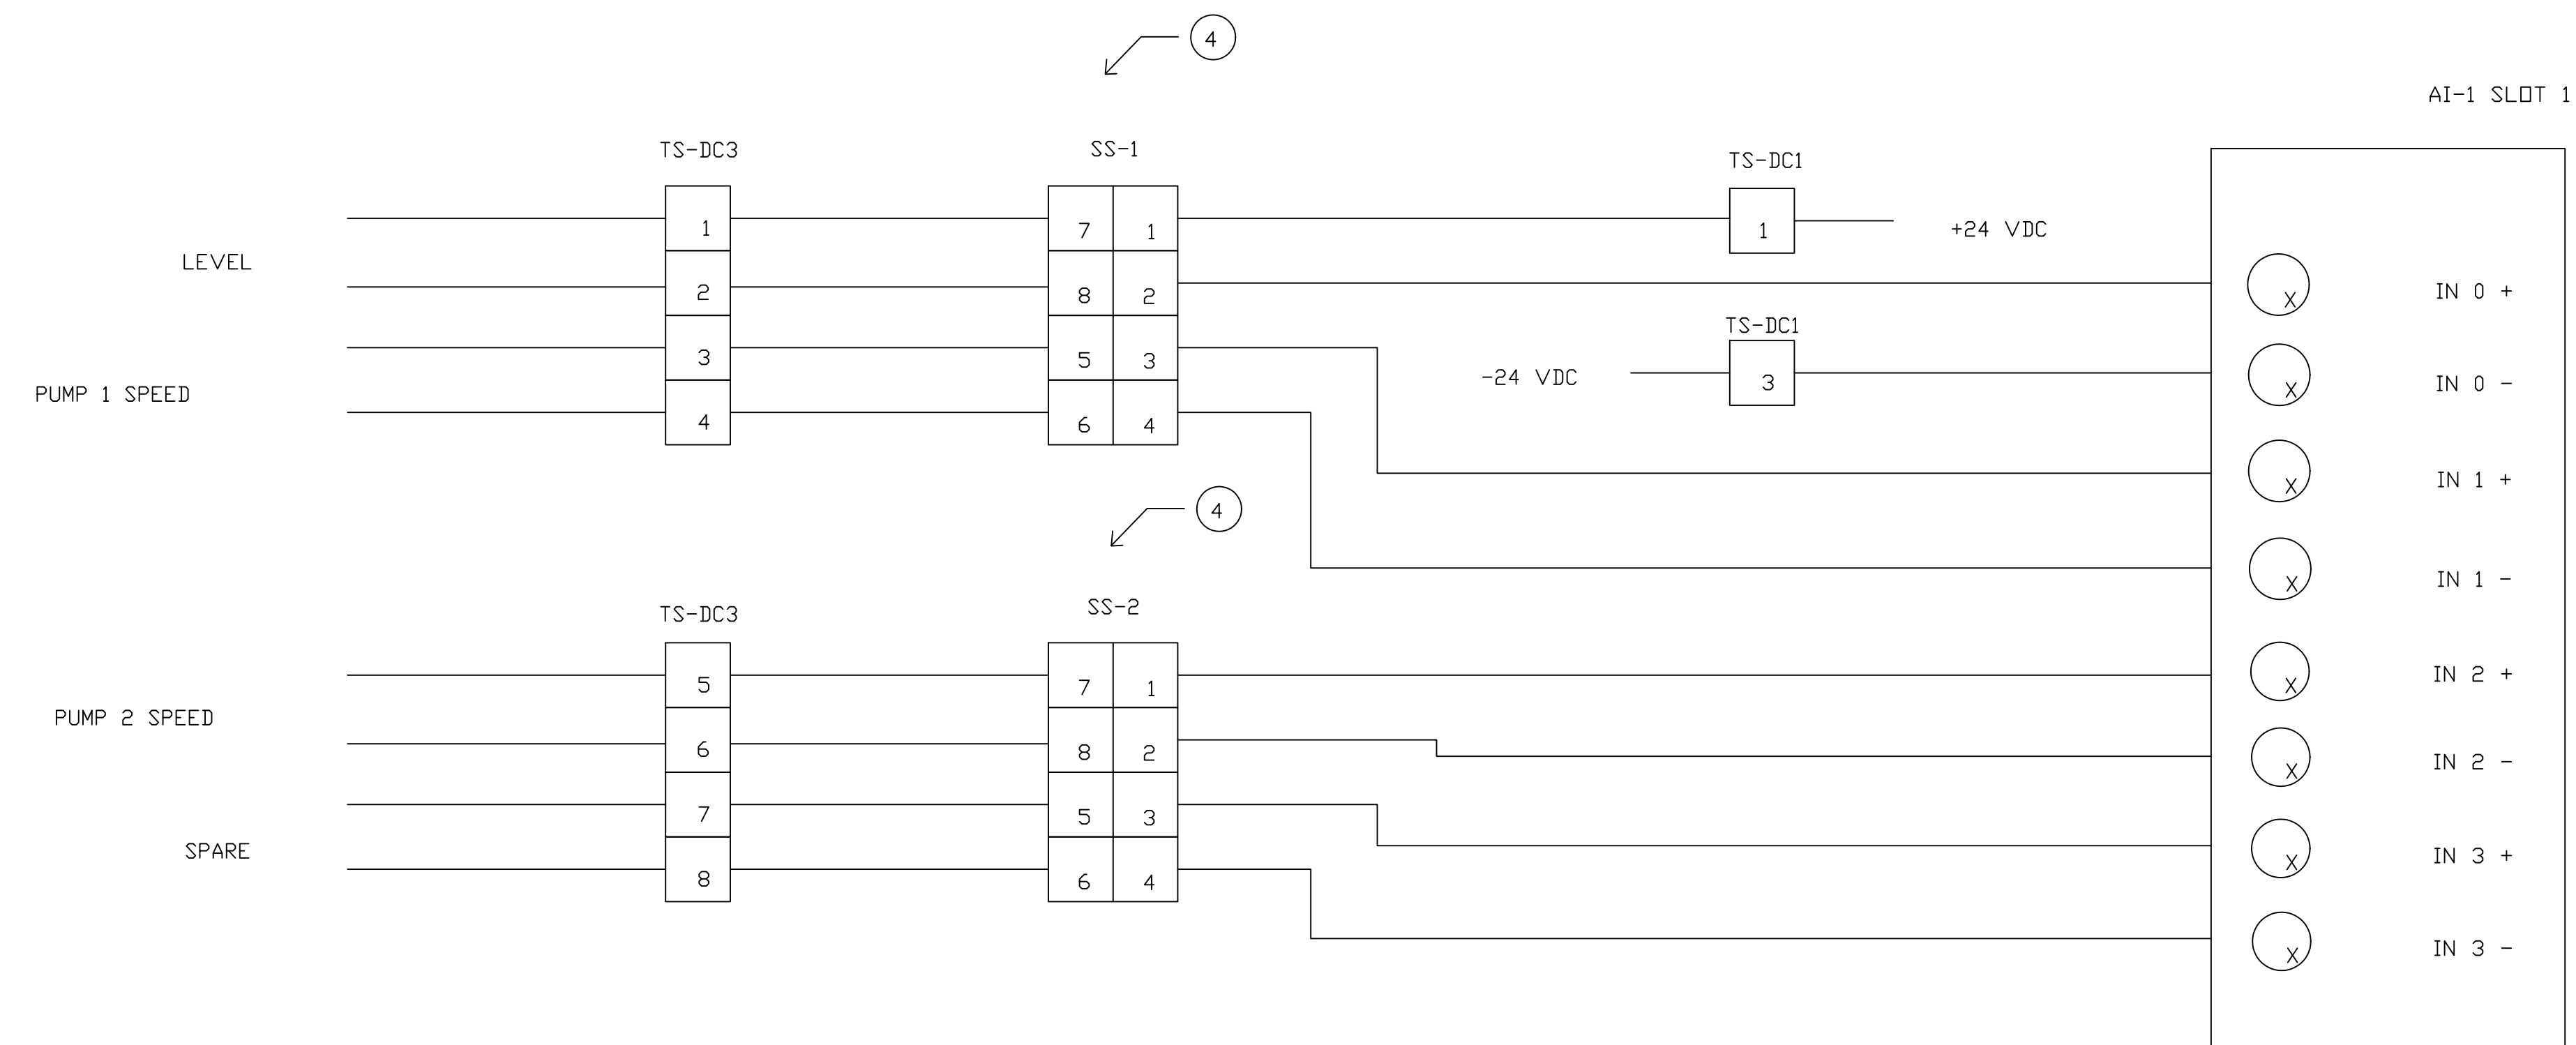 4
AI-1 SLOT 1
TS-DC3
SS-1
TS-DC1
1
7 1
1
+24 VDC
LEVEL
2
8 2
IN 0 +
X
TS-DC1
3
5 3
-24 VDC
3
IN 0 -
X
PUMP 1 SPEED
4
6 4
IN 1 +
X
4
IN 1 -
X
TS-DC3
SS-2
5
7 1
IN 2 +
X
PUMP 2 SPEED
6
8 2
IN 2 -
X
7
5 3
SPARE
IN 3 +
X
8
6 4
IN 3 -
X